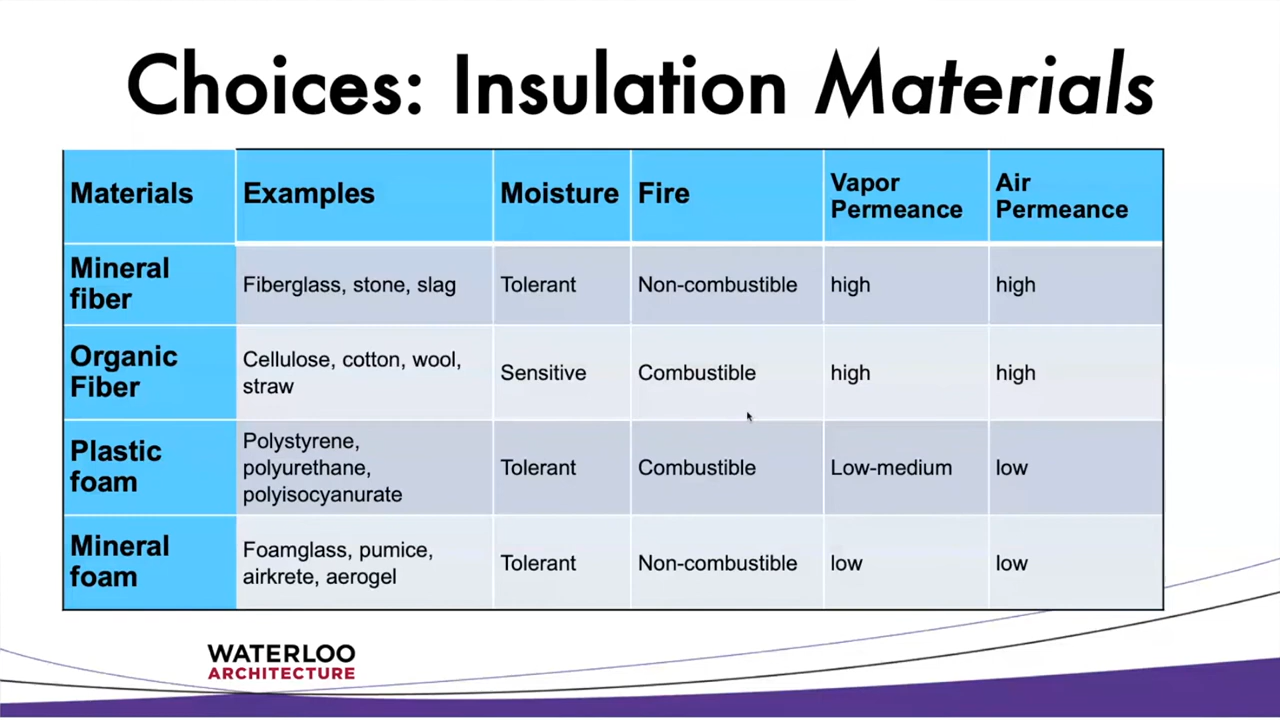 Choices: Insulation Materials
Materials Examples Moisture Fire Vapor Permeance Air Permeance
Mineral fiber Fiberglass, stone, slag Tolerant Non-combustible high high
Organic Fiber Cellulose, cotton, wool, straw Sensitive Combustible high high
Plastic foam Polystyrene, polyurethane, polyisocyanurate Tolerant Combustible Low-medium low
Mineral foam Foamglass, pumice, airkrete, aerogel Tolerant Non-combustible low low
WATERLOO
ARCHITECTURE